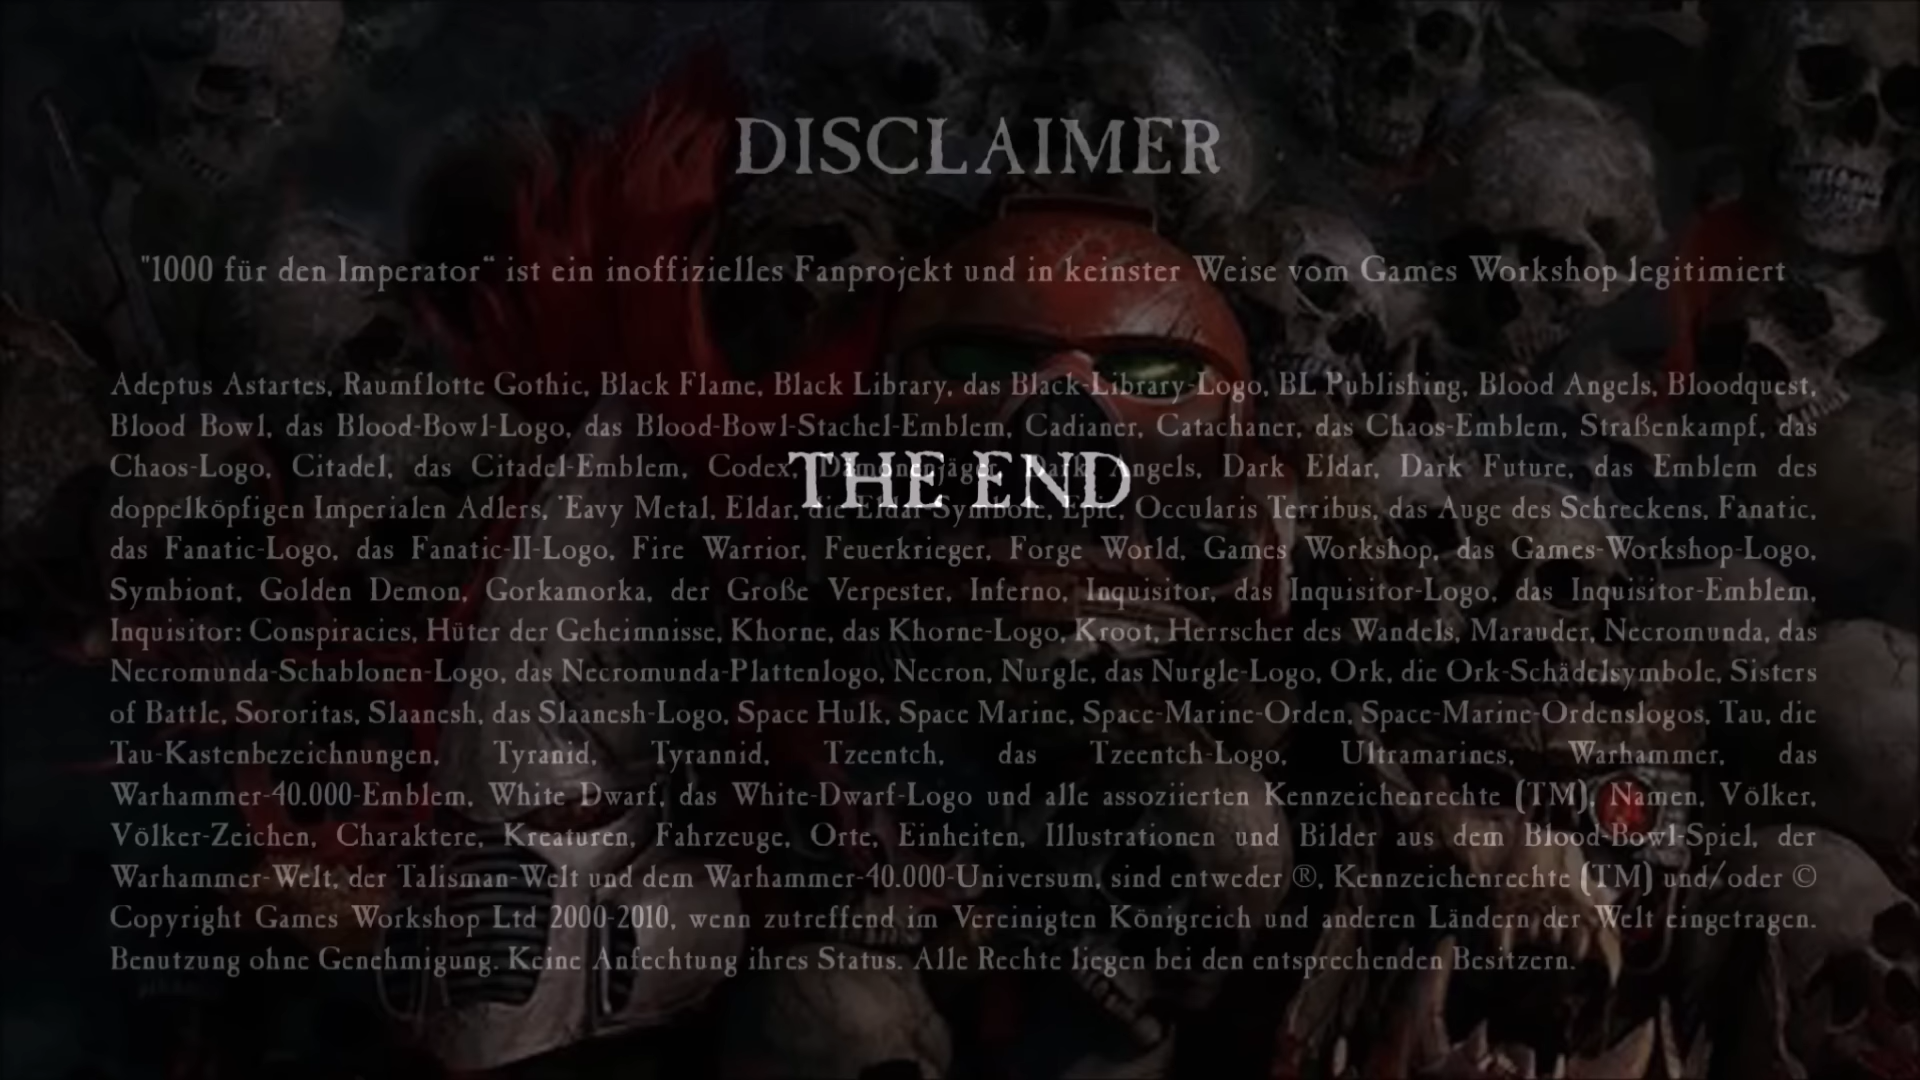 DISCLAIMER
"1000 für den Imperator“ ist ein inoffizielles Fanprojekt und in keinster Weise vom Games Workshop legitimiert
Adeptus Astartes, Raumflotte Gothic, Black Flame, Black Library, das Black-Library-Logo, BL Publishing, Blood Angels, Bloodquest,
Blood Bowl, das Blood-Bowl-Logo, das Blood-Bowl-Stachel-Emblem, Cadianer, Catachaner, das Chaos-Emblem, Straßenkampf, das
Chaos-Logo, Citadel, das Citadel-Emblem, Codex, Dämonenjäger, Dark Angels, Dark Eldar, Dark Future, das Emblem des
THE END
doppelköpfigen Imperialen Adlers, 'Eavy Metal, Eldar, die Eldar-Symbole, Epic, Occularis Terribus, das Auge des Schreckens, Fanatic,
das Fanatic-Logo, das Fanatic-II-Logo, Fire Warrior, Feuerkrieger, Forge World, Games Workshop, das Games-Workshop-Logo,
Symbiont, Golden Demon, Gorkamorka, der Große Verpester, Inferno, Inquisitor, das Inquisitor-Logo, das Inquisitor-Emblem,
Inquisitor: Conspiracies, Hüter der Geheimnisse, Khorne, das Khorne-Logo, Kroot, Herrscher des Wandels, Marauder, Necromunda, das
Necromunda-Schablonen-Logo, das Necromunda-Plattenlogo, Necron, Nurgle, das Nurgle-Logo, Ork, die Ork-Schädelsymbole, Sisters
of Battle, Sororitas, Slaanesh, das Slaanesh-Logo, Space Hulk, Space Marine, Space-Marine-Orden, Space-Marine-Ordenslogos, Tau, die
Tau-Kastenbezeichnungen, Tyranid, Tyrannid, Tzeentch, das Tzeentch-Logo, Ultramarines, Warhammer, das
Warhammer-40.000-Emblem, White Dwarf, das White-Dwarf-Logo und alle assoziierten Kennzeichenrechte (TM), Namen, Völker,
Völker-Zeichen, Charaktere, Kreaturen, Fahrzeuge, Orte, Einheiten, Illustrationen und Bilder aus dem Blood-Bowl-Spiel, der
Warhammer-Welt, der Talisman-Welt und dem Warhammer-40.000-Universum, sind entweder ®, Kennzeichenrechte (TM) und/oder ©
Copyright Games Workshop Ltd 2000-2010, wenn zutreffend im Vereinigten Königreich und anderen Ländern der Welt eingetragen.
Benutzung ohne Genehmigung. Keine Anfechtung ihres Status. Alle Rechte liegen bei den entsprechenden Besitzern.